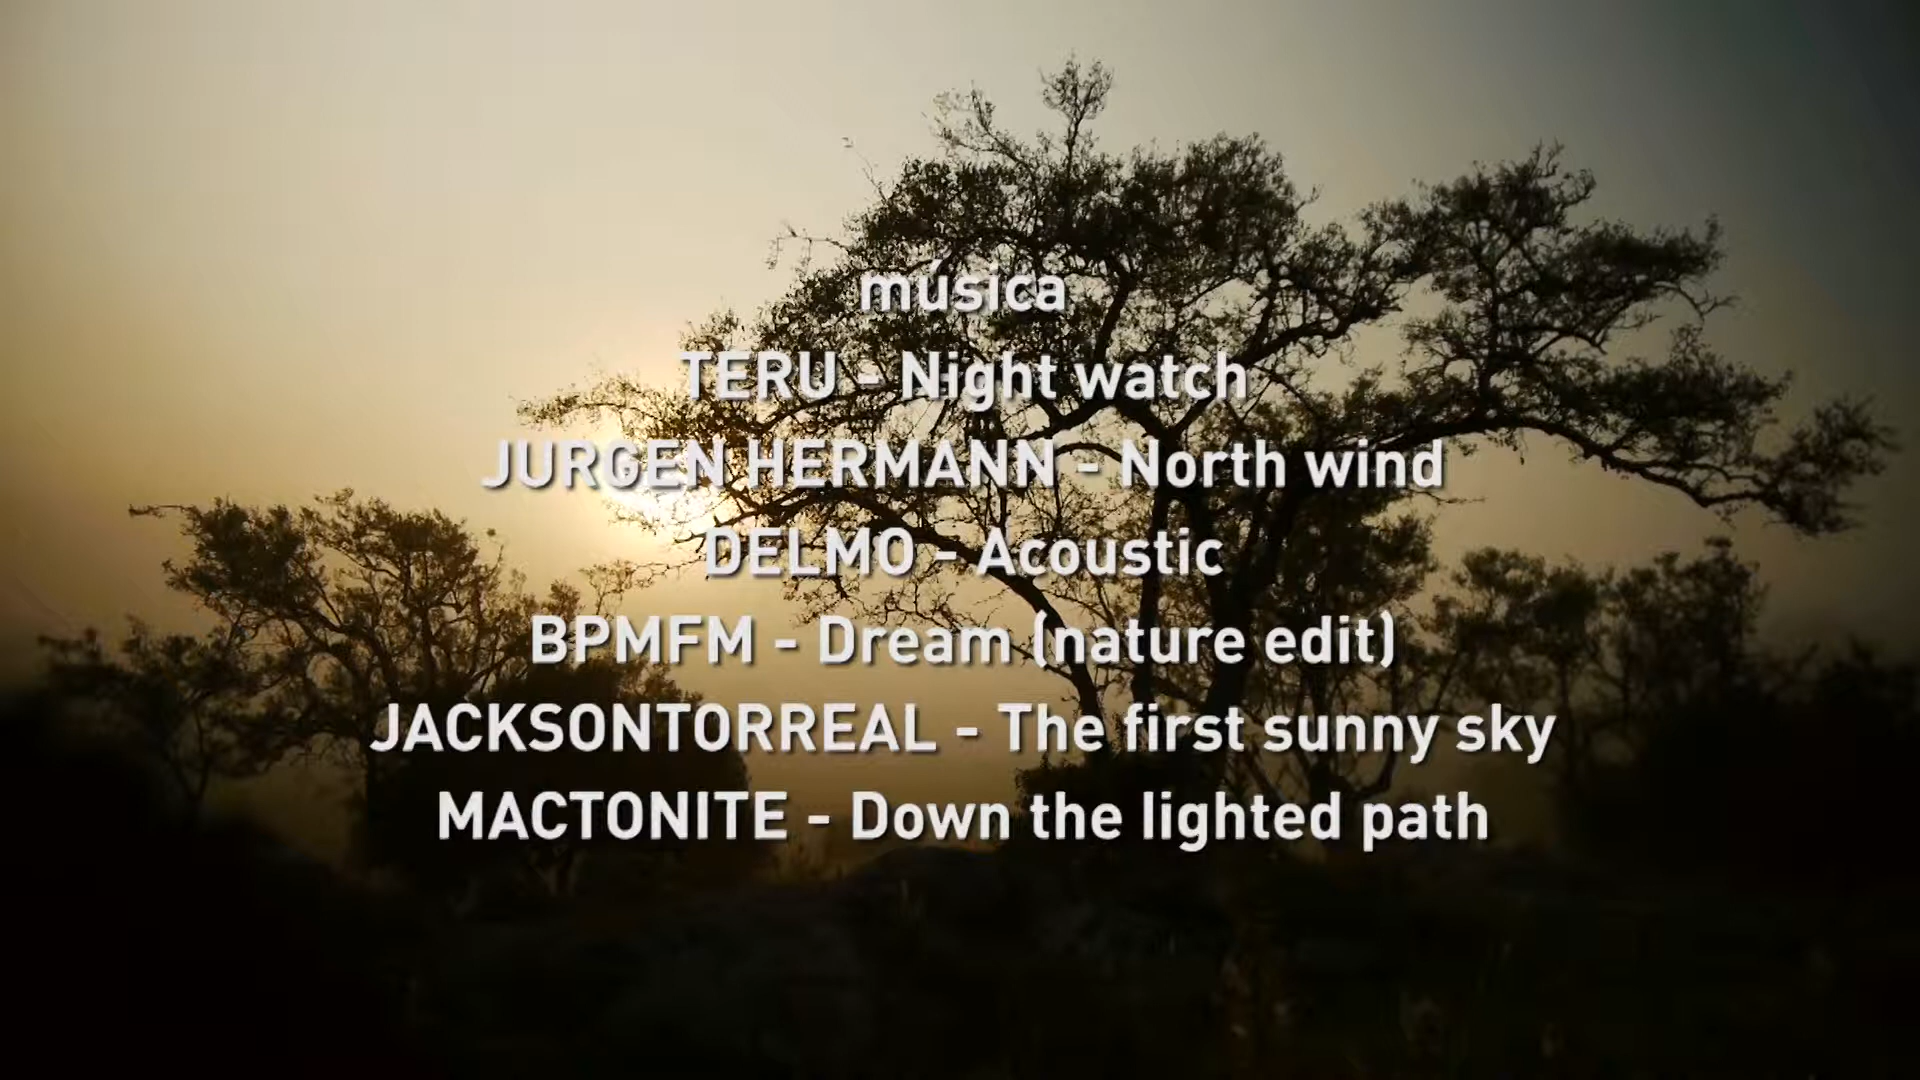 música
TERU - Night watch
JURGEN HERMANN - North wind
DELMO - Acoustic
BPMFM - Dream (nature edit)
JACKSONTORREAL - The first sunny sky
MACTONITE - Down the lighted path